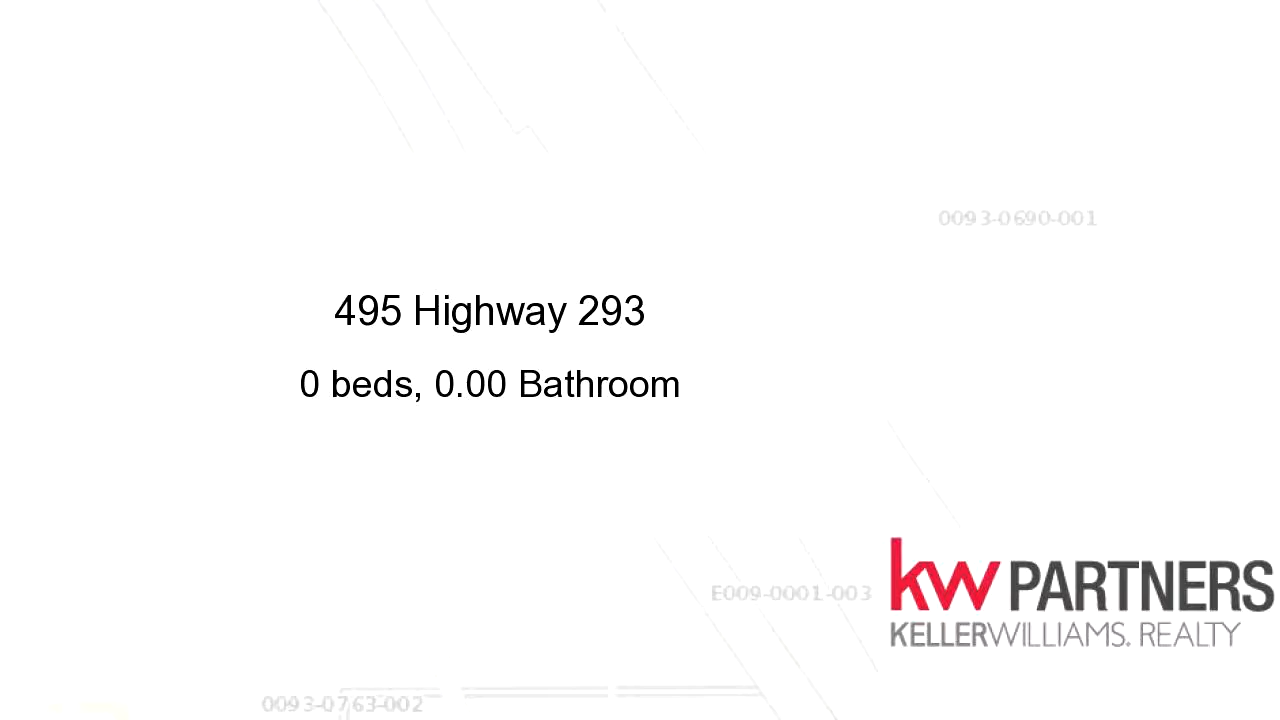 0093-0690-001
495 Highway 293
0 beds, 0.00 Bathroom
E009-0001-003
kw PARTNERS
KELLERWILLIAMS. REALTY
0093-0763-002